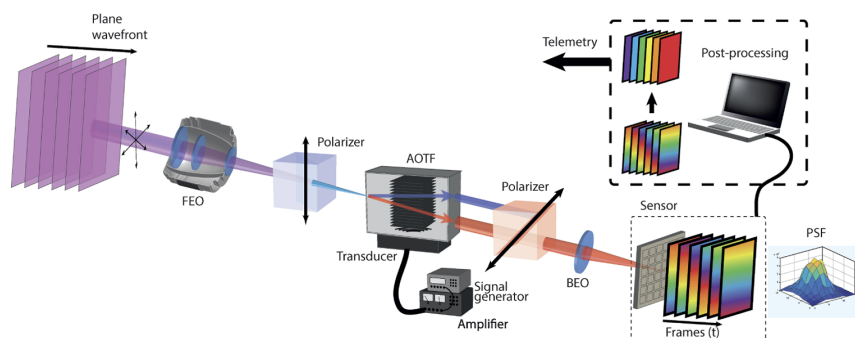 Plane
wavefront
FEO
Polarizer
AOTF
Transducer
Signal
generator
Amplifier
Polarizer
BEO
Telemetry
Post-processing
Sensor
Frames (t)
PSF